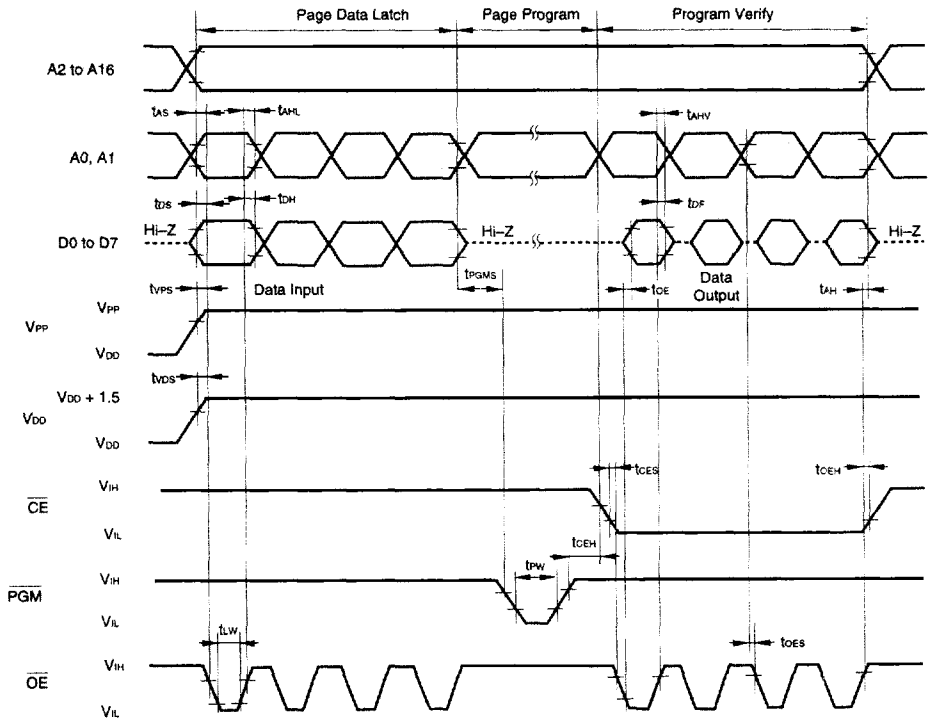 Page Data Latch Page Program Program Verify
A2 to A16
tAS tAHL tAHV
A0, A1
tDS tDH tDF
D0 to D7 Hi–Z Hi–Z Hi–Z
tVPS Data Input tPGMS tOE Data Output tAH
VPP VPP
VDD
tVDS
VDD + 1.5
VDD
VDD
tCES tOEH
CE VIH
VIL
tCEH
PGM VIH tPW
VIL
tLW
OE VIH tOES
VIL